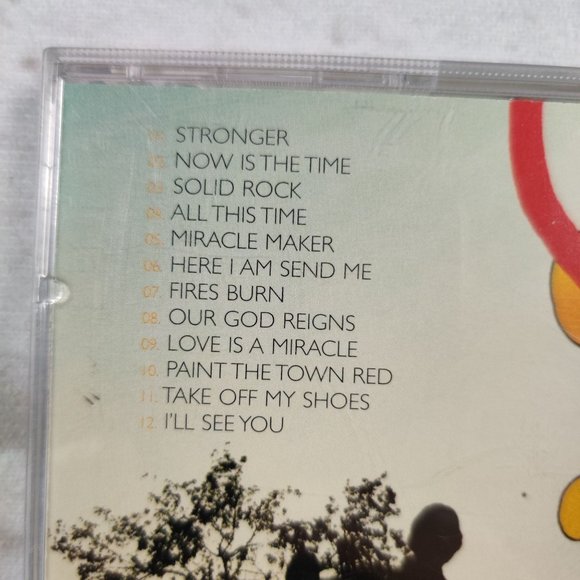 01. STRONGER
02. NOW IS THE TIME
03. SOLID ROCK
04. ALL THIS TIME
05. MIRACLE MAKER
06. HERE I AM SEND ME
07. FIRES BURN
08. OUR GOD REIGNS
09. LOVE IS A MIRACLE
10. PAINT THE TOWN RED
11. TAKE OFF MY SHOES
12. I'LL SEE YOU